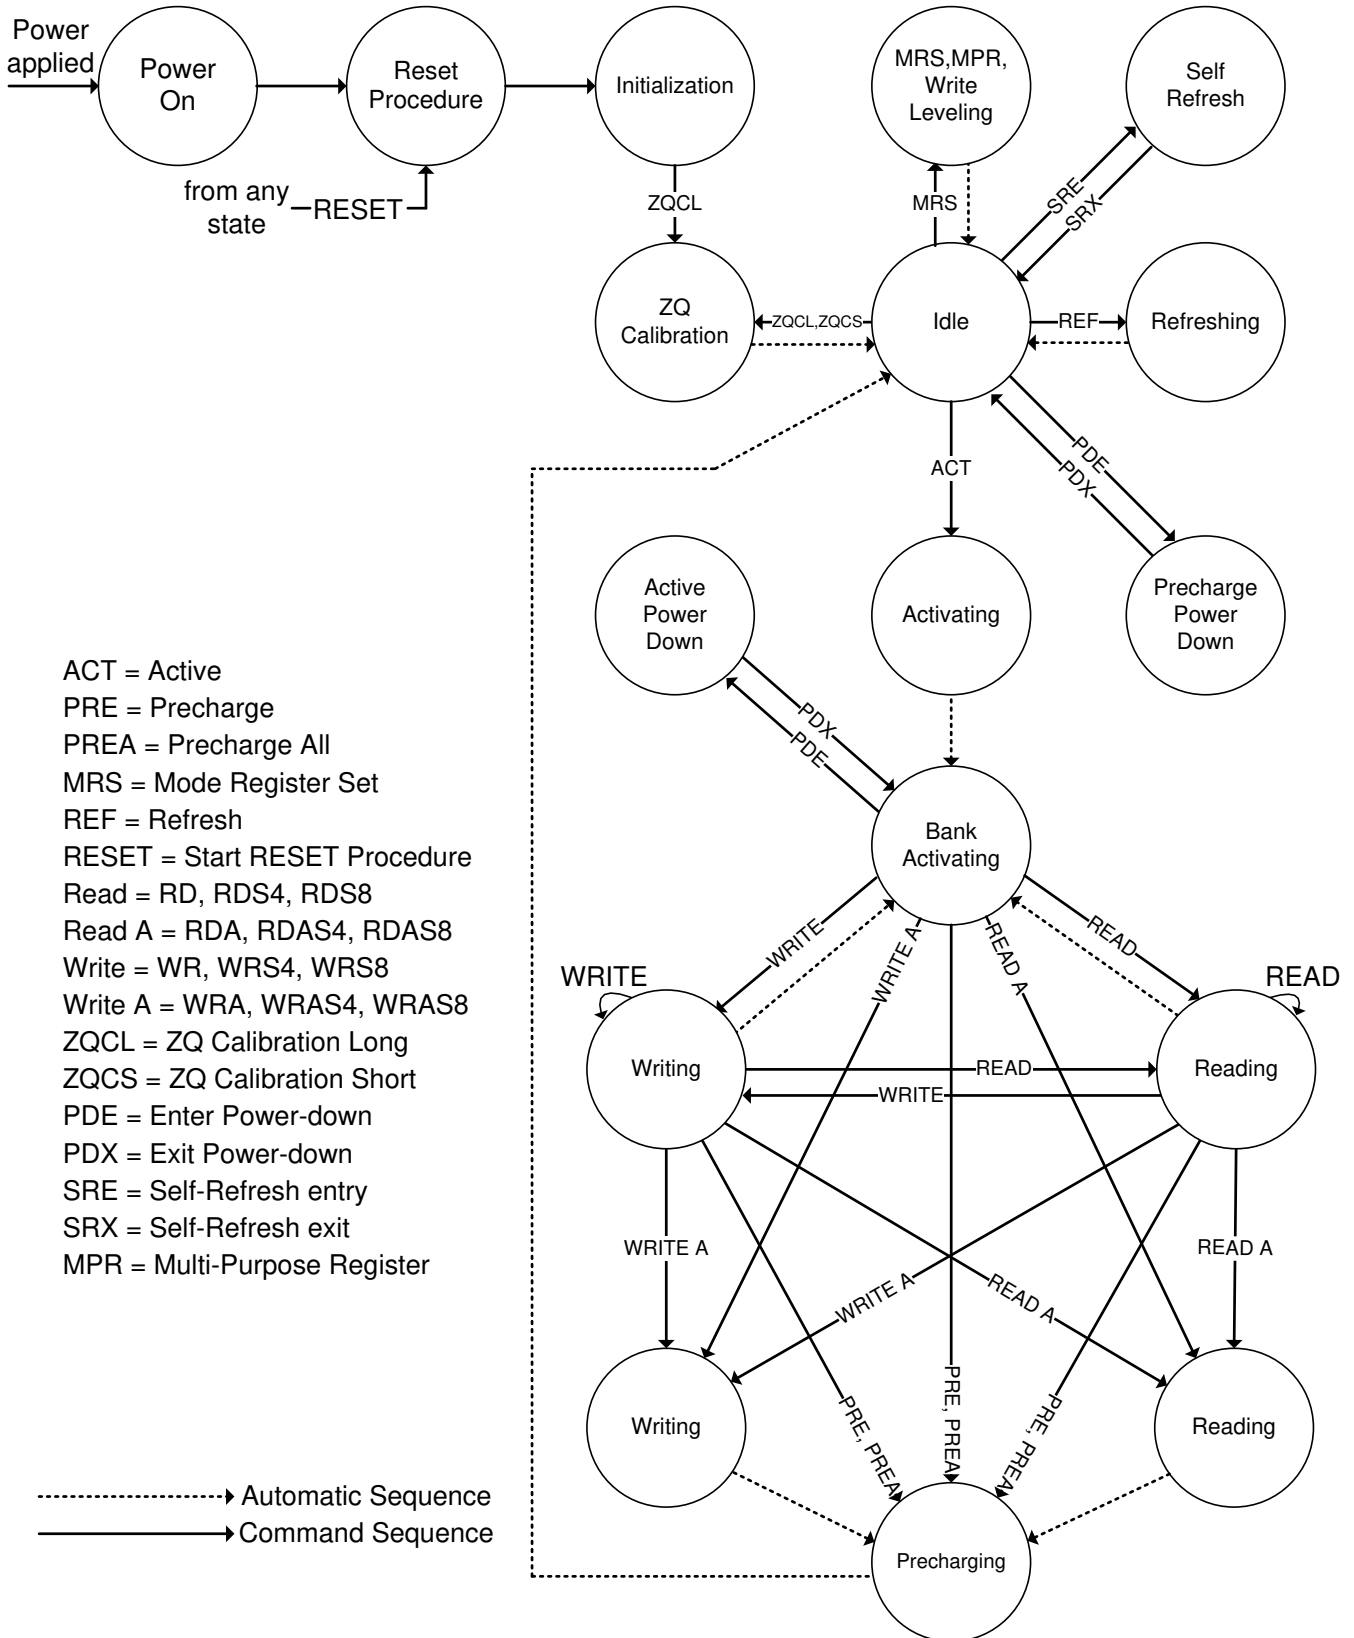 Power
applied
Power
On
Reset
Procedure
Initialization
MRS,MPR,
Write
Leveling
Self
Refresh
from any
state
RESET
ZQCL
MRS
SRE
SRX
ZQ
Calibration
ZQCL,ZQCS
Idle
REF
Refreshing
ACT
PDE
PDX
Active
Power
Down
Activating
Precharge
Power
Down
PDX
PDE
Bank
Activating
ACT = Active
PRE = Precharge
PREA = Precharge All
MRS = Mode Register Set
REF = Refresh
RESET = Start RESET Procedure
Read = RD, RDS4, RDS8
Read A = RDA, RDAS4, RDAS8
Write = WR, WRS4, WRS8
Write A = WRA, WRAS4, WRAS8
ZQCL = ZQ Calibration Long
ZQCS = ZQ Calibration Short
PDE = Enter Power-down
PDX = Exit Power-down
SRE = Self-Refresh entry
SRX = Self-Refresh exit
MPR = Multi-Purpose Register
WRITE
WRITE A
READ A
READ
WRITE
READ
Writing
READ
WRITE
Reading
WRITE A
WRITE A
READ A
READ A
PRE, PREA
PRE, PREA
PRE, PREA
Writing
Reading
Precharging
Automatic Sequence
Command Sequence